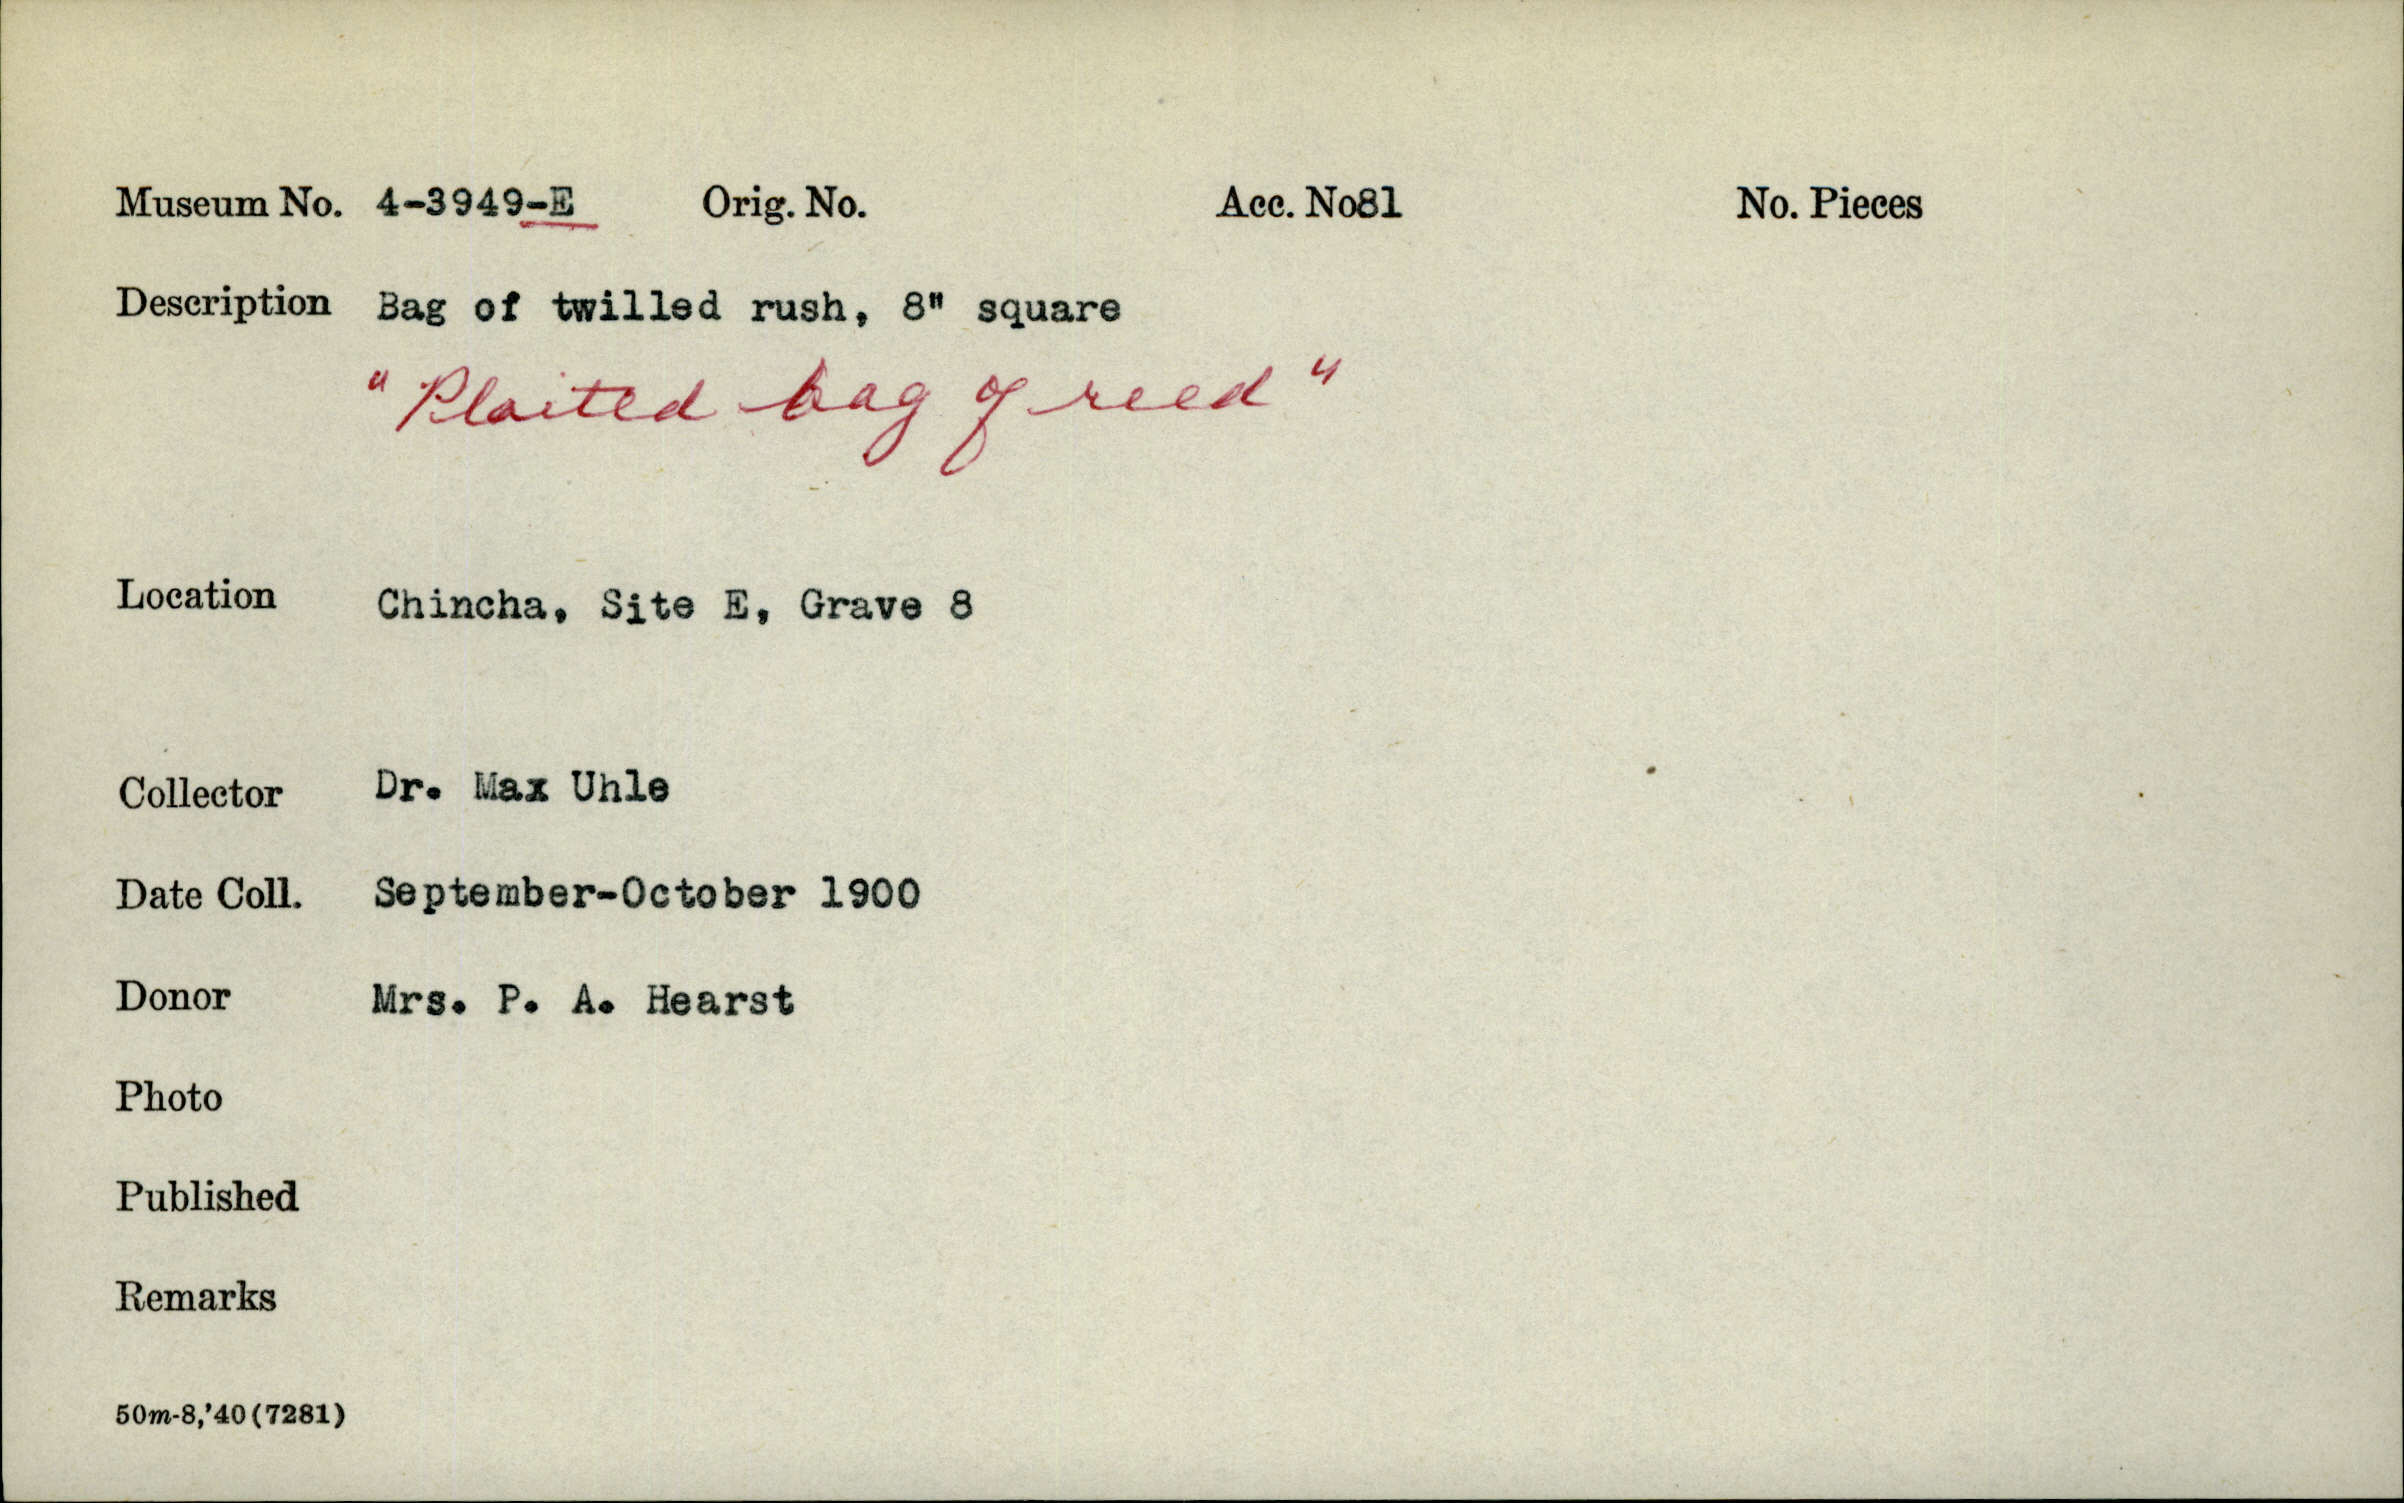 Museum No. 4-3949-E Orig. No. Acc. No81 No. Pieces
Description Bag of twilled rush, 8" square
"Plaited bag of reed"
Location Chincha, Site E, Grave 8
Collector Dr. Max Uhle
Date Coll. September-October 1900
Donor Mrs. P. A. Hearst
Photo
Published
Remarks
50m-8,'40(7281)